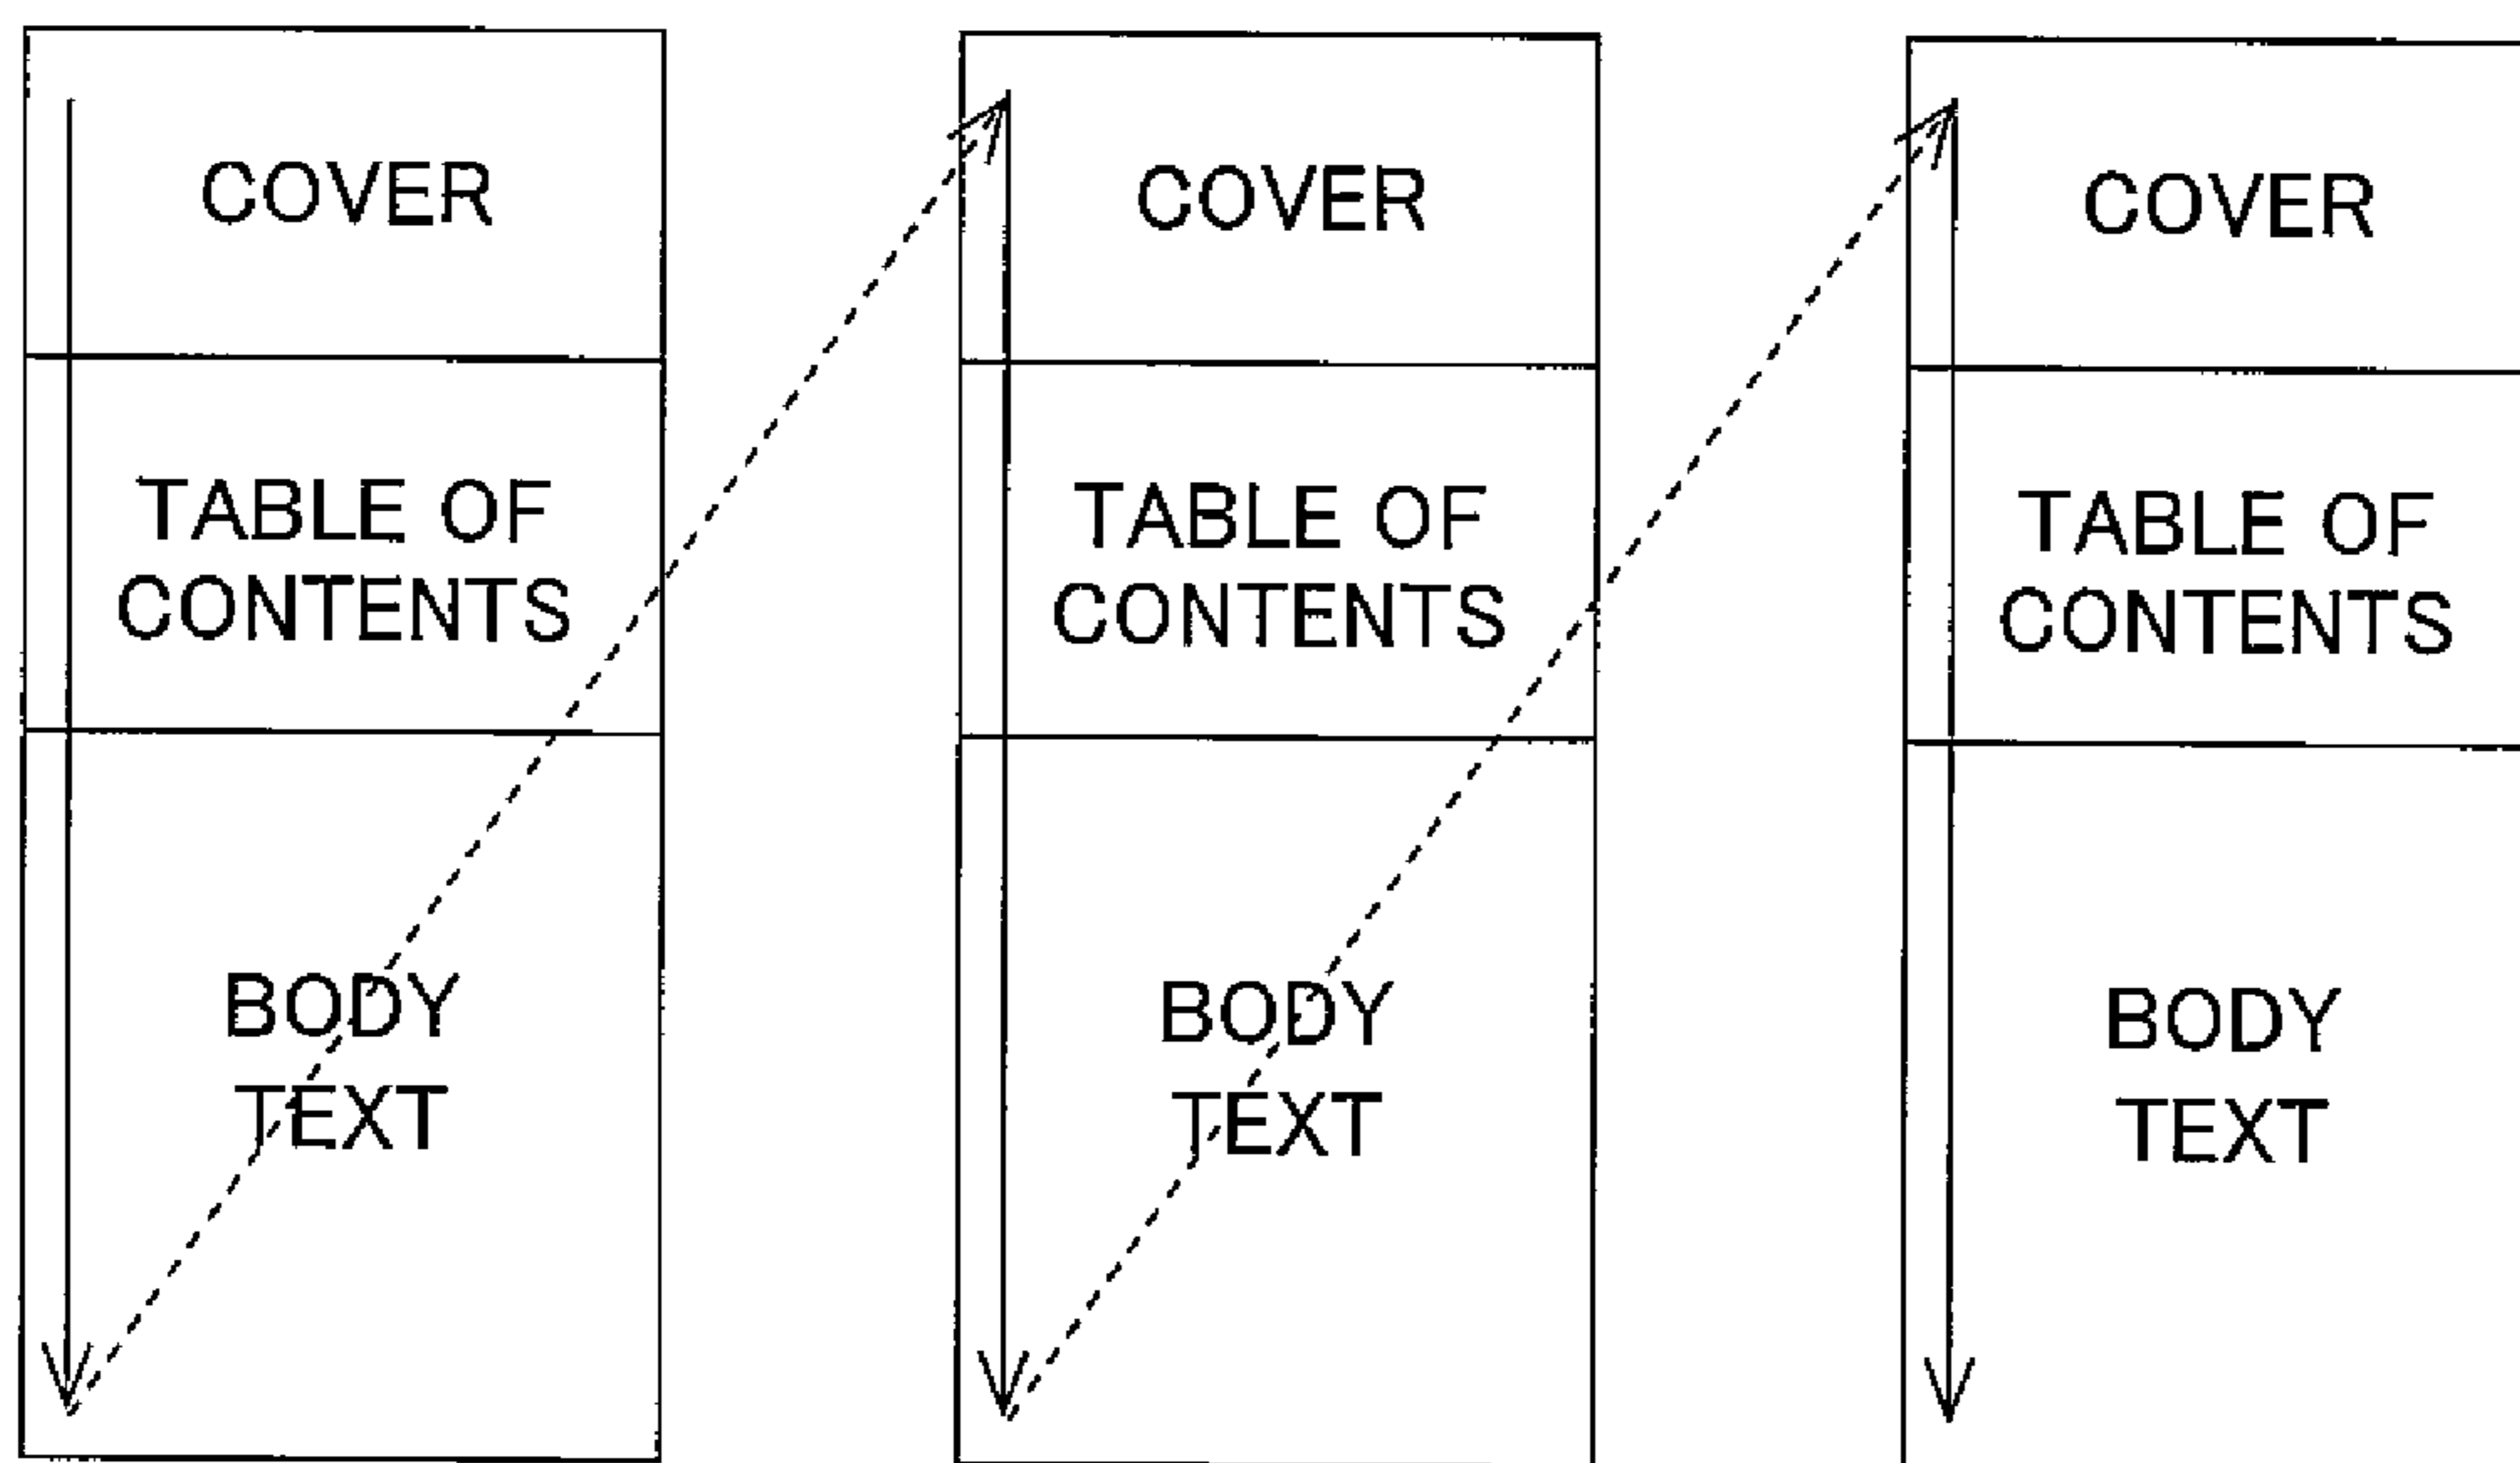 COVER
TABLE OF
CONTENTS
BODY
TEXT
COVER
TABLE OF
CONTENTS
BODY
TEXT
COVER
TABLE OF
CONTENTS
BODY
TEXT